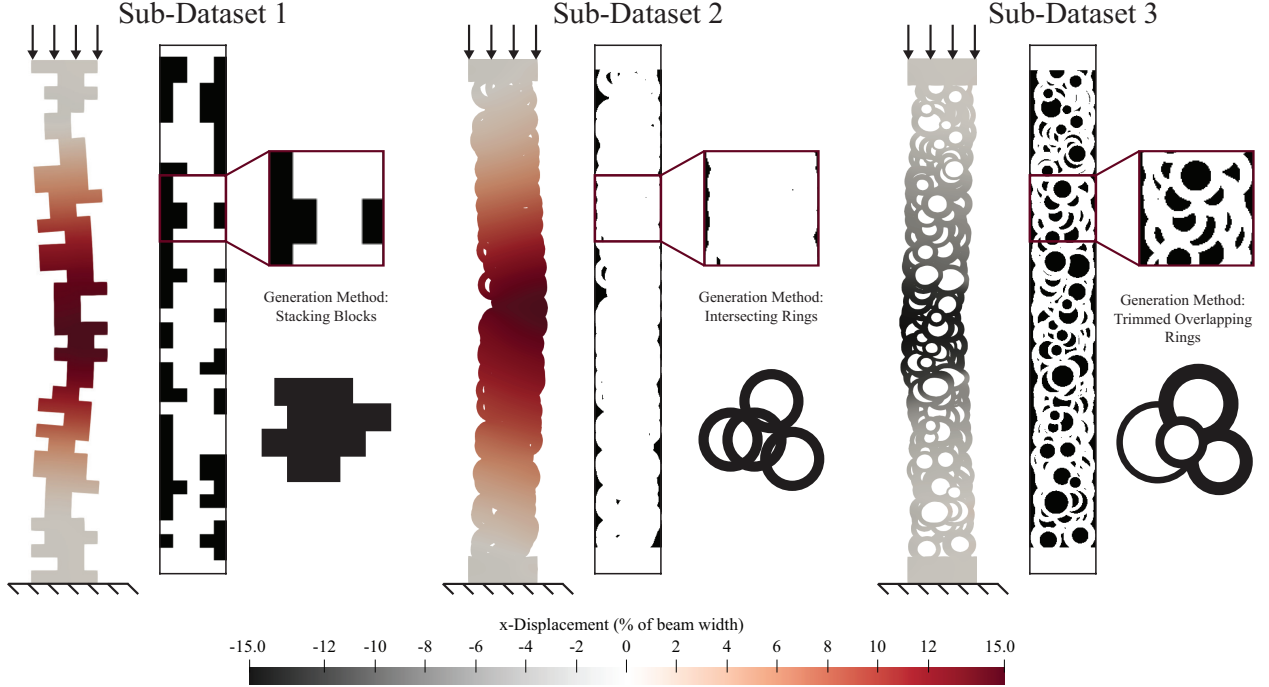 Sub-Dataset 1
Sub-Dataset 2
Sub-Dataset 3
Generation Method:
Stacking Blocks
Generation Method:
Intersecting Rings
Generation Method:
Trimmed Overlapping
Rings
x-Displacement (% of beam width)
-15.0 -12 -10 -8 -6 -4 -2 0 2 4 6 8 10 12 15.0